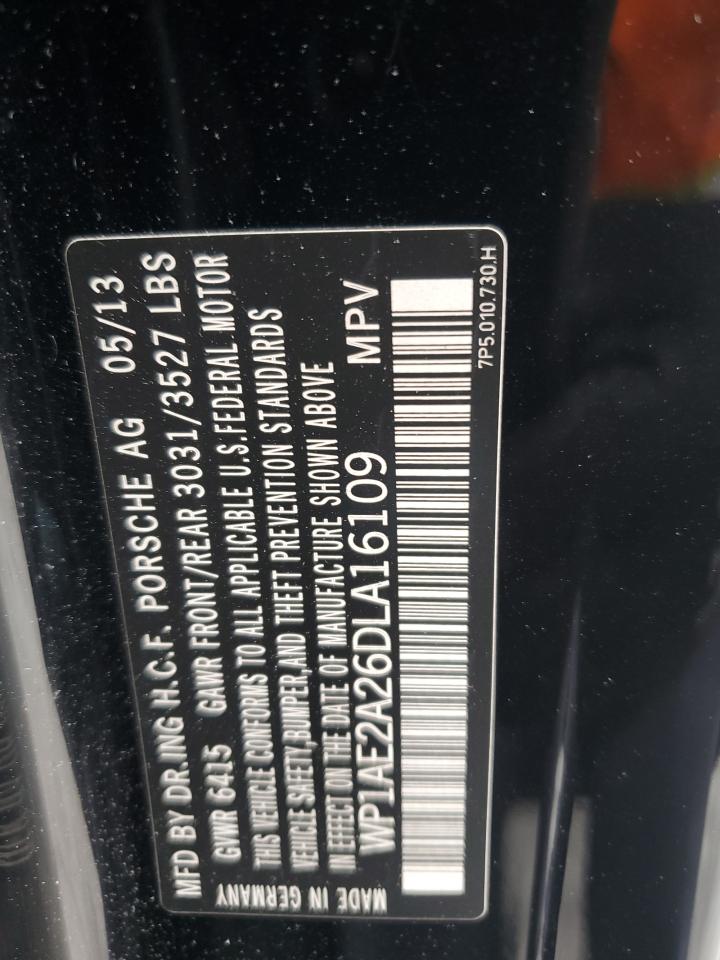 MFD BY DR.ING H.C.F. PORSCHE AG 05/13
GVWR 6415 GAWR FRONT/REAR 3031/3527 LBS
THIS VEHICLE CONFORMS TO ALL APPLICABLE U.S.FEDERAL MOTOR
VEHICLE SAFETY,BUMPER,AND THEFT PREVENTION STANDARDS
IN EFFECT ON THE DATE OF MANUFACTURE SHOWN ABOVE
WP1AE2A26DLA16109 MPV
MADE IN GERMANY
7P5.010.730.H